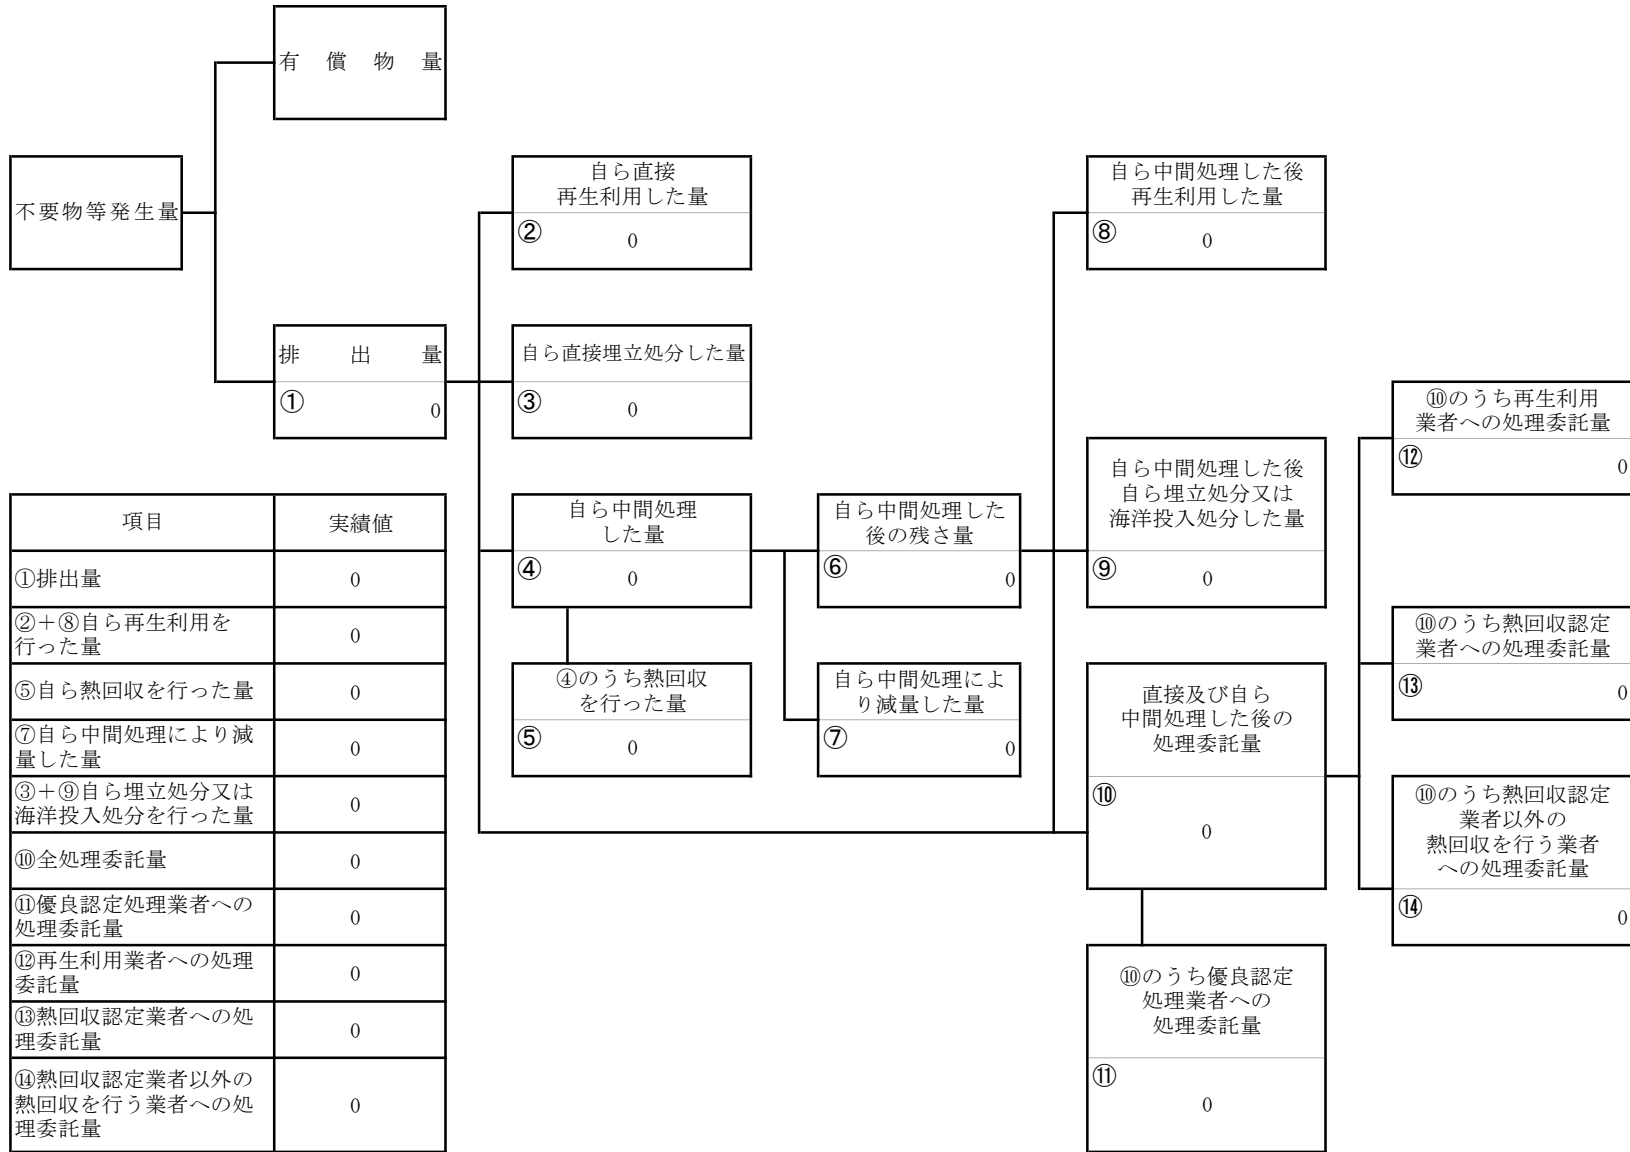 有償物量
不要物等発生量
自ら直接
再生利用した量
②
0
自ら中間処理した後
再生利用した量
⑧
0
排出量
①
0
自ら直接埋立処分した量
③
0
⑩のうち再生利用
業者への処理委託量
⑫
0
自ら中間処理
した量
④
0
自ら中間処理した
後の残さ量
⑥
0
自ら中間処理した後
自ら埋立処分又は
海洋投入処分した量
⑨
0
④のうち熱回収
を行った量
⑤
0
自ら中間処理によ
り減量した量
⑦
0
直接及び自ら
中間処理した後の
処理委託量
⑩
0
⑩のうち熱回収認定
業者への処理委託量
⑬
0
⑩のうち熱回収認定
業者以外の
熱回収を行う業者
への処理委託量
⑭
0
⑩のうち優良認定
処理業者への
処理委託量
⑪
0
項目 実績値
①排出量 0
②＋⑧自ら再生利用を
行った量
0
⑤自ら熱回収を行った量 0
⑦自ら中間処理により減
量した量
0
③＋⑨自ら埋立処分又は
海洋投入処分を行った量
0
⑩全処理委託量 0
⑪優良認定処理業者への
処理委託量
0
⑫再生利用業者への処理
委託量
0
⑬熱回収認定業者への処
理委託量
0
⑭熱回収認定業者以外の
熱回収を行う業者への処
理委託量
0